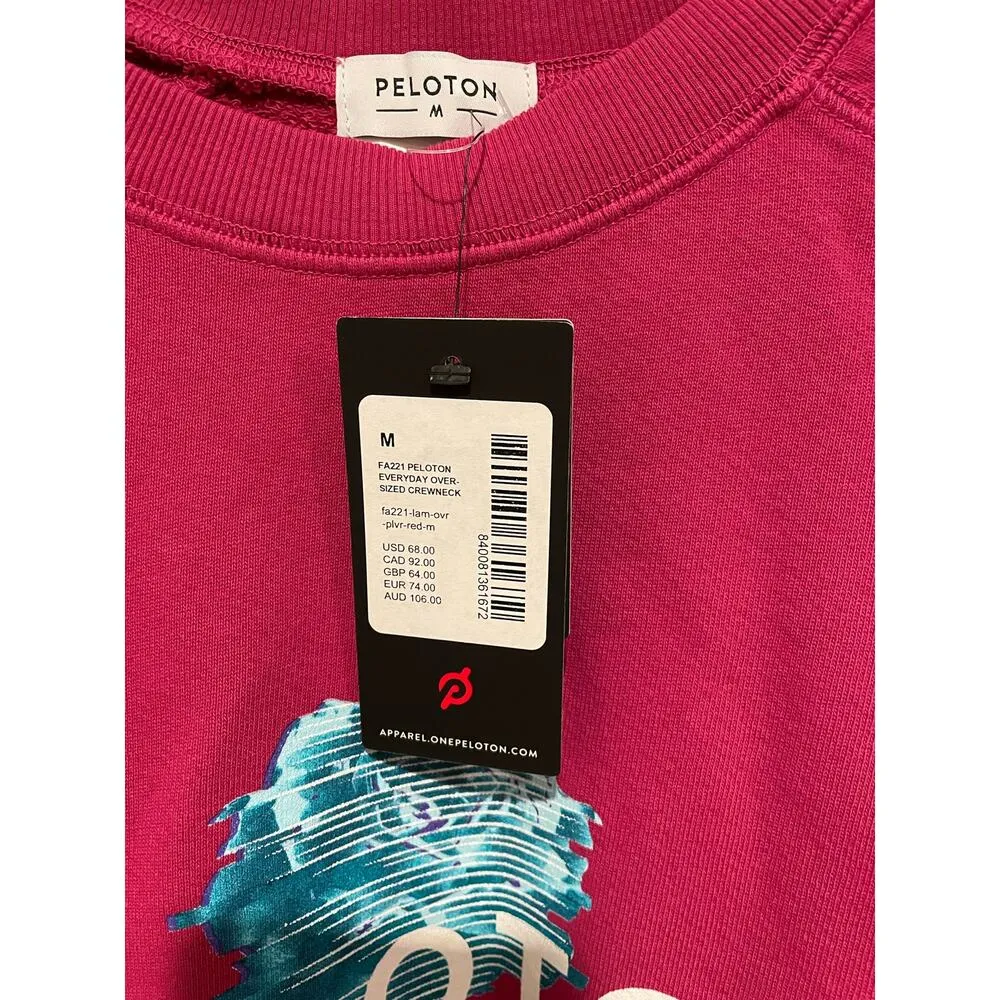 PELOTON
M
M
FA221 PELOTON
EVERYDAY OVER-
SIZED CREWNECK
fa221-lam-ovr
-plvr-red-m
USD 68.00
CAD 92.00
GBP 64.00
EUR 74.00
AUD 106.00
840081361672
APPAREL.ONEPELOTON.COM